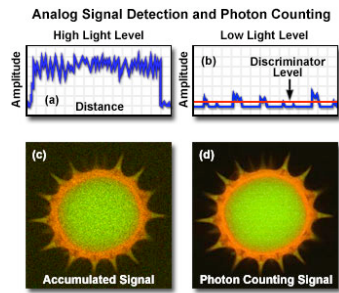 Analog Signal Detection and Photon Counting
High Light Level
Low Light Level
Amplitude
(a)
Distance
Amplitude
(b)
Discriminator
Level
(c)
Accumulated Signal
(d)
Photon Counting Signal